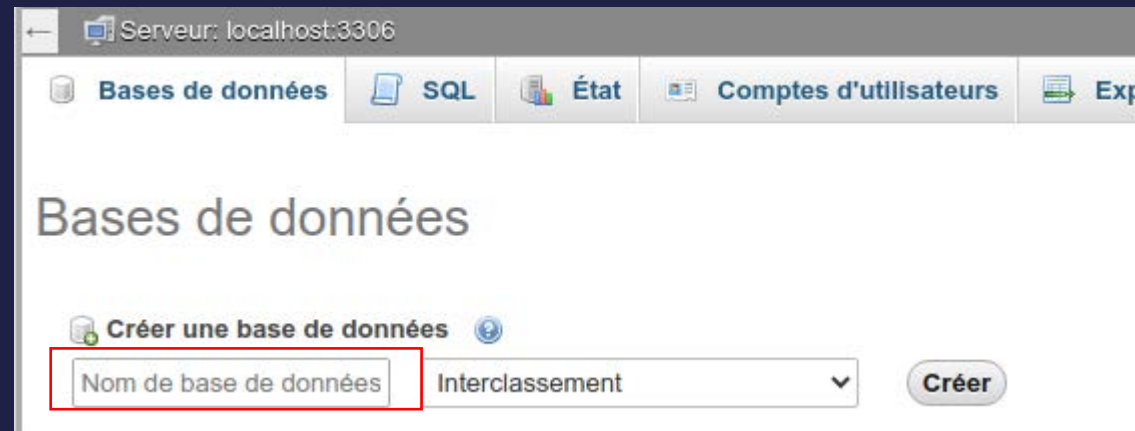 Serveur: localhost:3306
Bases de données SQL État Comptes d'utilisateurs Exp
Bases de données
Créer une base de données
Nom de base de données Interclassement Créer